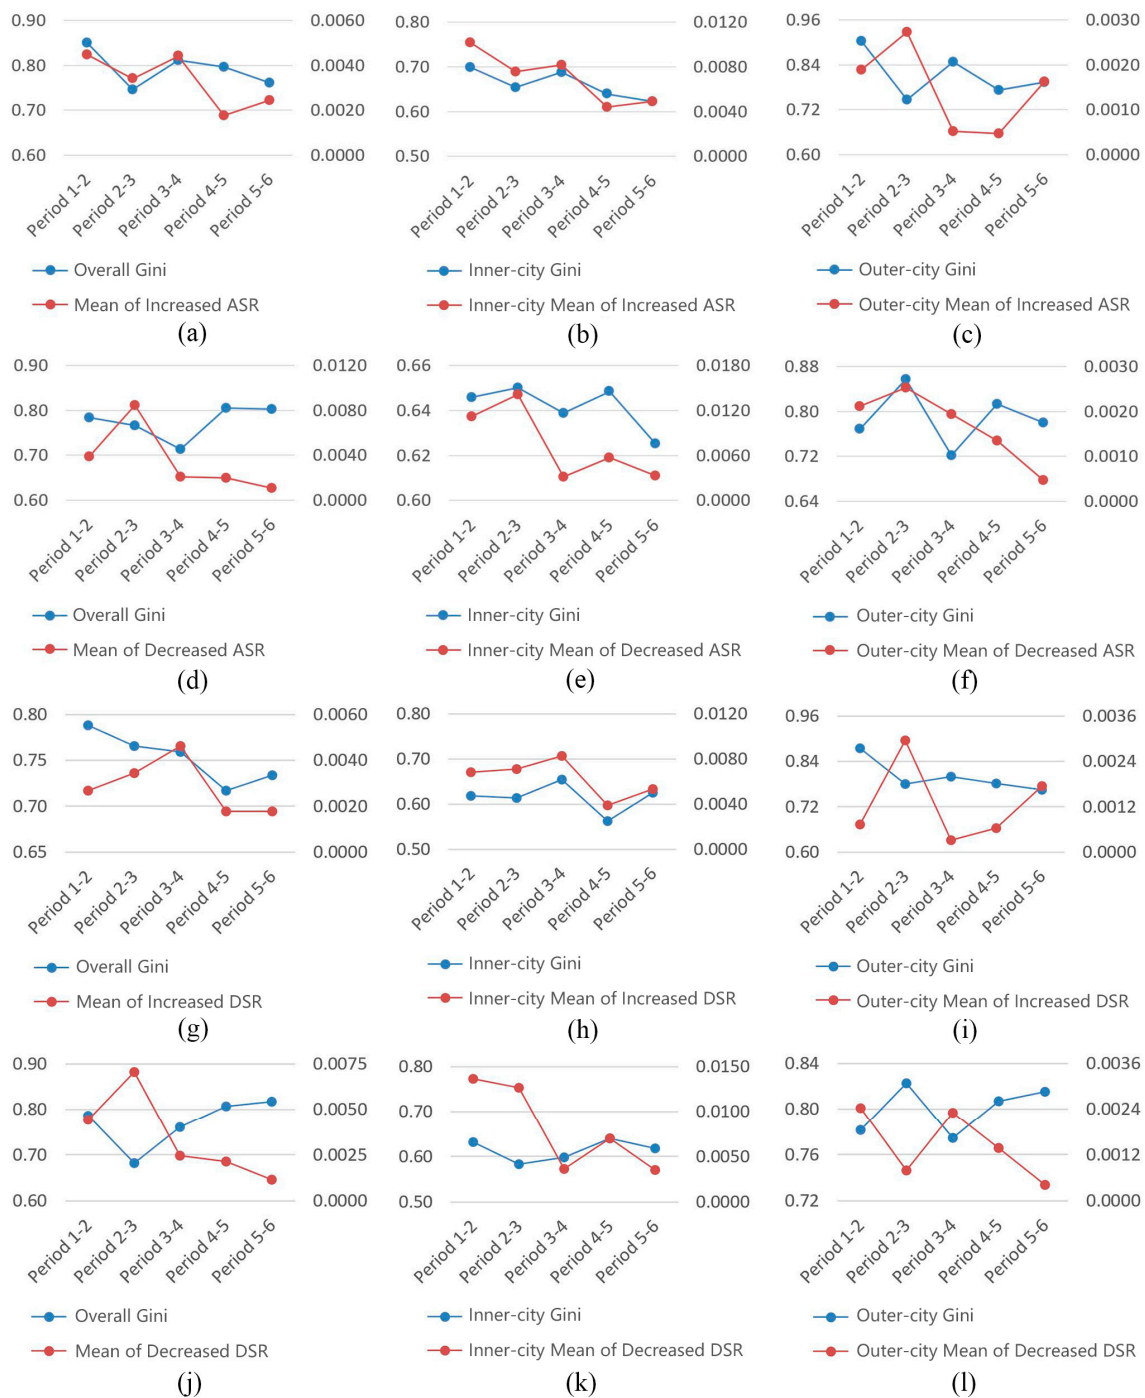 0.90
0.80
0.70
0.60
0.0060
0.0040
0.0020
0.0000
Period 1-2
Period 2-3
Period 3-4
Period 4-5
Period 5-6
Overall Gini
Mean of Increased ASR
(a)
0.80
0.70
0.60
0.50
0.0120
0.0080
0.0040
0.0000
Period 1-2
Period 2-3
Period 3-4
Period 4-5
Period 5-6
Inner-city Gini
Inner-city Mean of Increased ASR
(b)
0.96
0.84
0.72
0.60
0.0030
0.0020
0.0010
0.0000
Period 1-2
Period 2-3
Period 3-4
Period 4-5
Period 5-6
Outer-city Gini
Outer-city Mean of Increased ASR
(c)
0.90
0.80
0.70
0.60
0.0120
0.0080
0.0040
0.0000
Period 1-2
Period 2-3
Period 3-4
Period 4-5
Period 5-6
Overall Gini
Mean of Decreased ASR
(d)
0.66
0.64
0.62
0.60
0.0180
0.0120
0.0060
0.0000
Period 1-2
Period 2-3
Period 3-4
Period 4-5
Period 5-6
Inner-city Gini
Inner-city Mean of Decreased ASR
(e)
0.88
0.80
0.72
0.64
0.0030
0.0020
0.0010
0.0000
Period 1-2
Period 2-3
Period 3-4
Period 4-5
Period 5-6
Outer-city Gini
Outer-city Mean of Decreased ASR
(f)
0.80
0.75
0.70
0.65
0.0060
0.0040
0.0020
0.0000
Period 1-2
Period 2-3
Period 3-4
Period 4-5
Period 5-6
Overall Gini
Mean of Increased DSR
(g)
0.80
0.70
0.60
0.50
0.0120
0.0080
0.0040
0.0000
Period 1-2
Period 2-3
Period 3-4
Period 4-5
Period 5-6
Inner-city Gini
Inner-city Mean of Increased DSR
(h)
0.96
0.84
0.72
0.60
0.0036
0.0024
0.0012
0.0000
Period 1-2
Period 2-3
Period 3-4
Period 4-5
Period 5-6
Outer-city Gini
Outer-city Mean of Increased DSR
(i)
0.90
0.80
0.70
0.60
0.0075
0.0050
0.0025
0.0000
Period 1-2
Period 2-3
Period 3-4
Period 4-5
Period 5-6
Overall Gini
Mean of Decreased DSR
(j)
0.80
0.70
0.60
0.50
0.0150
0.0100
0.0050
0.0000
Period 1-2
Period 2-3
Period 3-4
Period 4-5
Period 5-6
Inner-city Gini
Inner-city Mean of Decreased DSR
(k)
0.84
0.80
0.76
0.72
0.0036
0.0024
0.0012
0.0000
Period 1-2
Period 2-3
Period 3-4
Period 4-5
Period 5-6
Outer-city Gini
Outer-city Mean of Decreased DSR
(l)